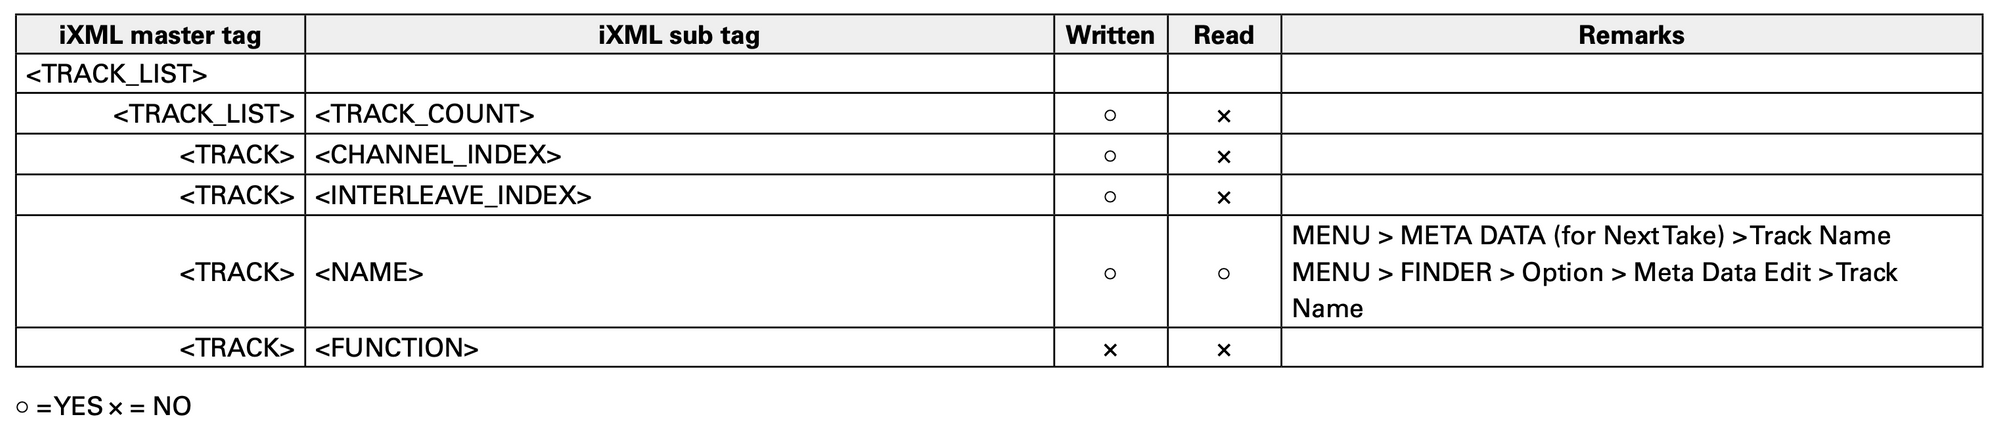 iXML master tag iXML sub tag Written Read Remarks
<TRACK_LIST>
<TRACK_LIST> <TRACK_COUNT> ○ ×
<TRACK> <CHANNEL_INDEX> ○ ×
<TRACK> <INTERLEAVE_INDEX> ○ ×
<TRACK> <NAME> ○ ○ MENU > META DATA (for Next Take) > Track Name
MENU > FINDER > Option > Meta Data Edit > Track
Name
<TRACK> <FUNCTION> × ×
○ = YES × = NO